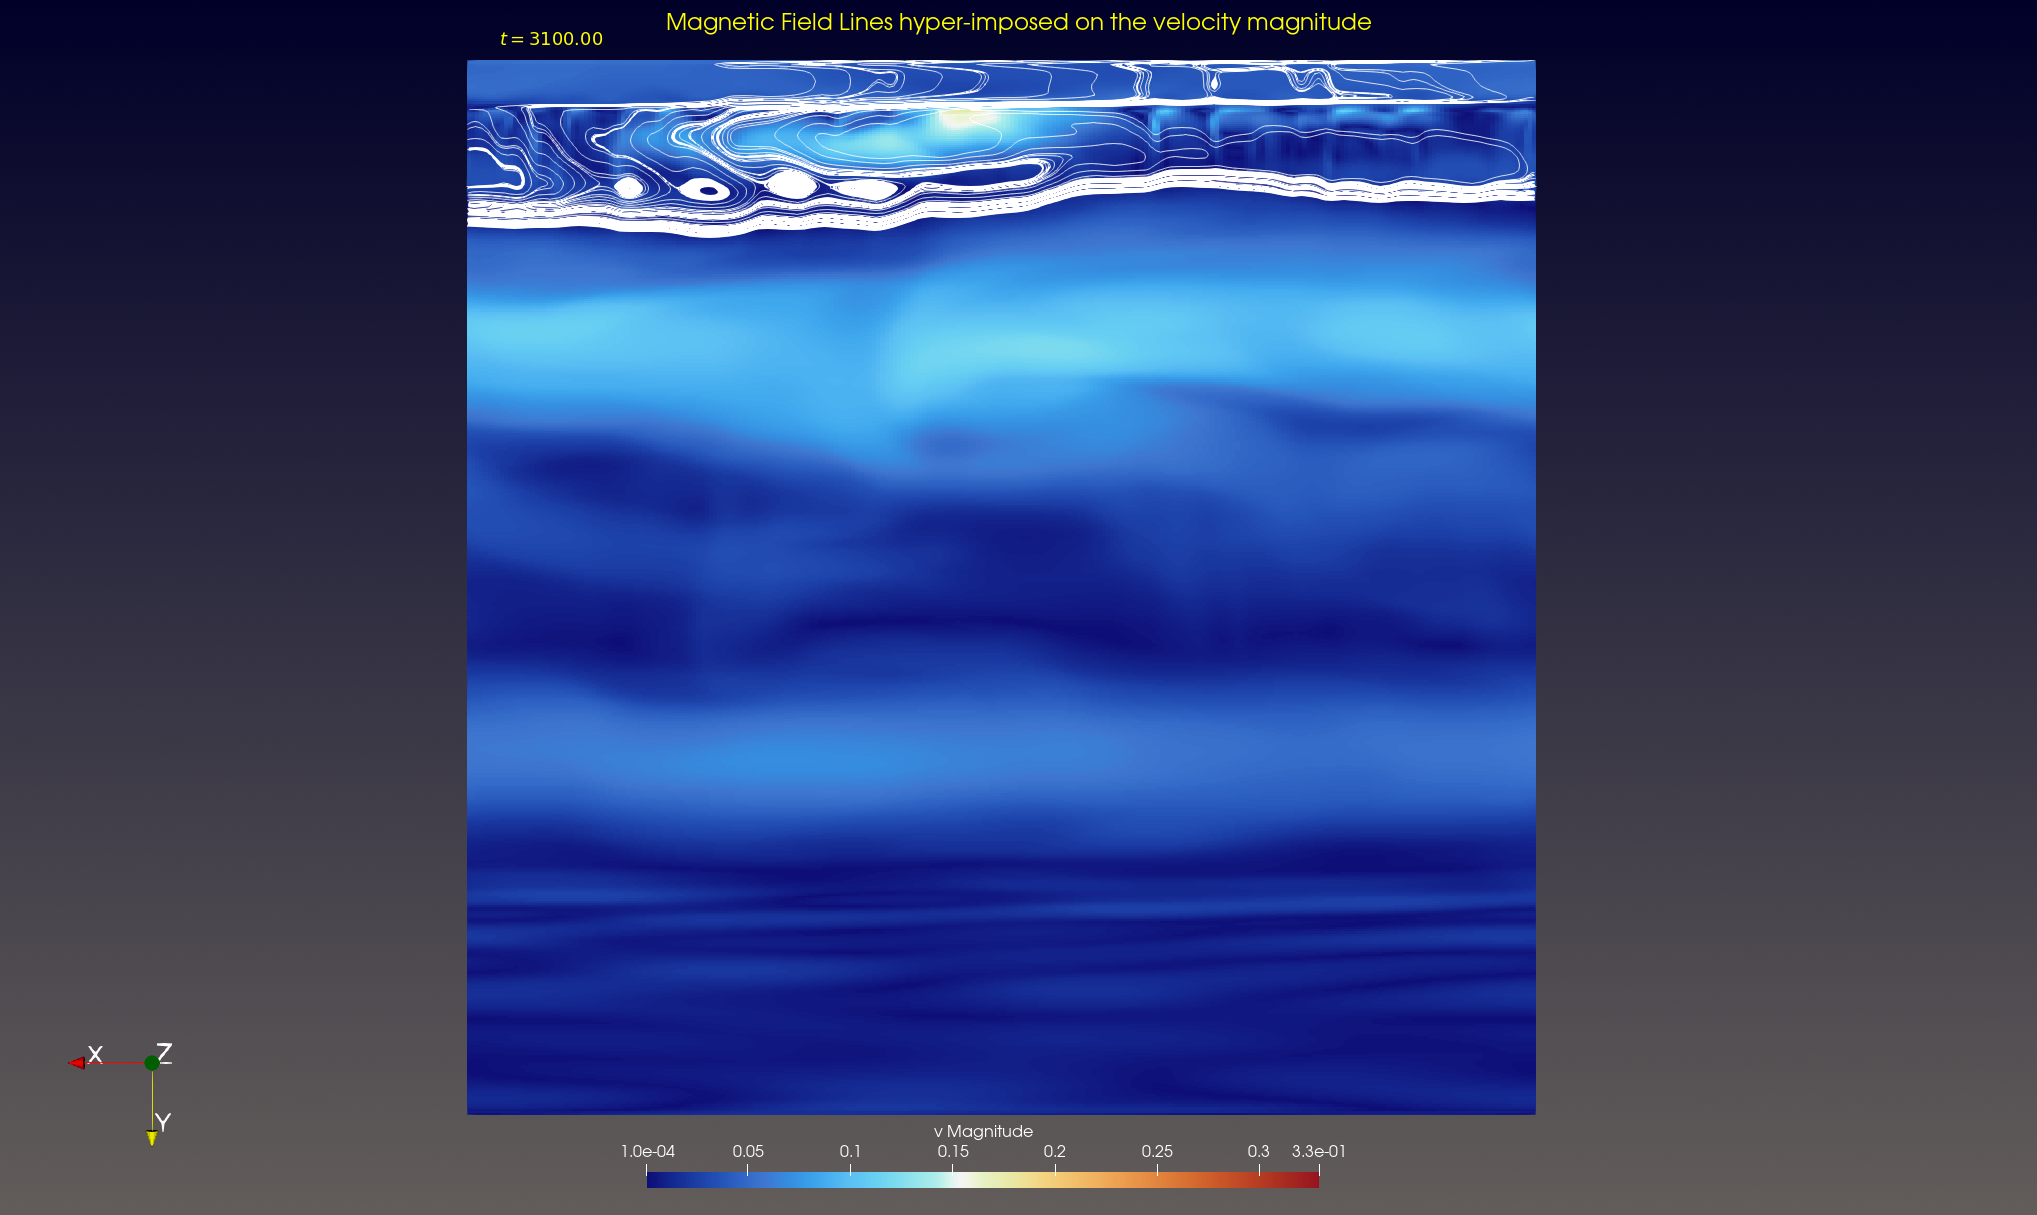 Magnetic Field Lines hyper-imposed on the velocity magnitude
t = 3100.00
X
Z
Y
v Magnitude
1.0e-04 0.05 0.1 0.15 0.2 0.25 0.3 3.3e-01